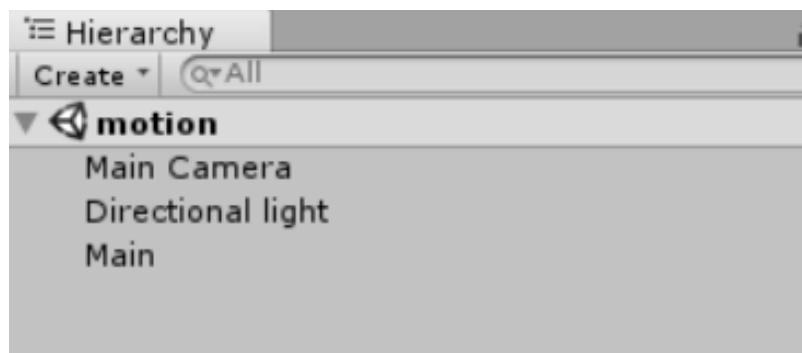 Hierarchy
Create All
motion
Main Camera
Directional light
Main